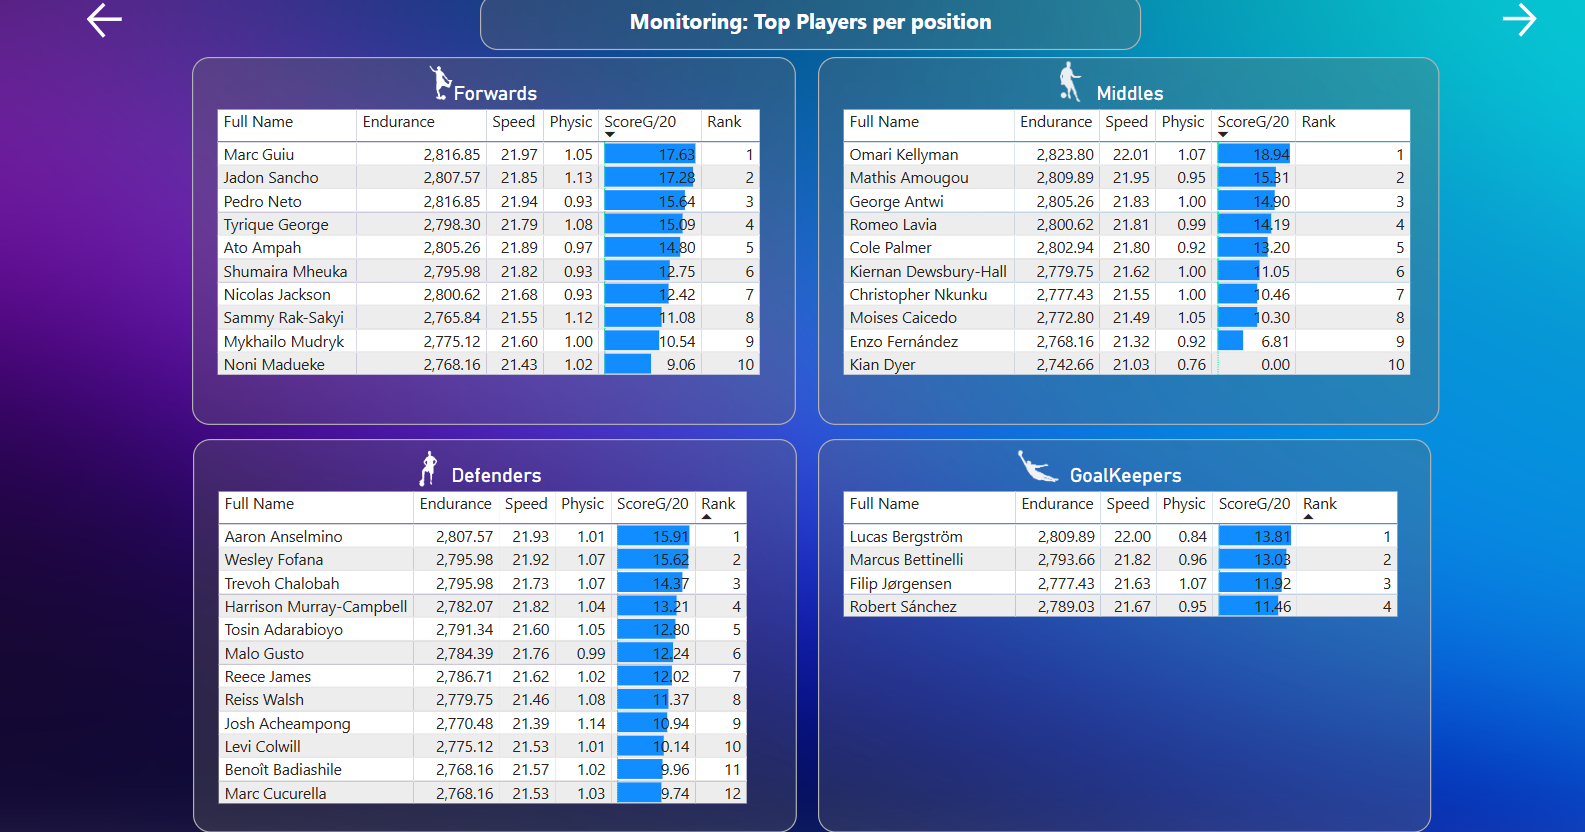 Monitoring: Top Players per position
Forwards
Full Name Endurance Speed Physic ScoreG/20 Rank
Marc Guiu 2,816.85 21.97 1.05 17.63 1
Jadon Sancho 2,807.57 21.85 1.13 17.28 2
Pedro Neto 2,816.85 21.94 0.93 15.64 3
Tyrique George 2,798.30 21.79 1.08 15.09 4
Ato Ampah 2,805.26 21.89 0.97 14.80 5
Shumaira Mheuka 2,795.98 21.82 0.93 12.75 6
Nicolas Jackson 2,800.62 21.68 0.93 12.42 7
Sammy Rak-Sakyi 2,765.84 21.55 1.12 11.08 8
Mykhailo Mudryk 2,775.12 21.60 1.00 10.54 9
Noni Madueke 2,768.16 21.43 1.02 9.06 10
Middles
Full Name Endurance Speed Physic ScoreG/20 Rank
Omari Kellyman 2,823.80 22.01 1.07 18.94 1
Mathis Amougou 2,809.89 21.95 0.95 15.31 2
George Antwi 2,805.26 21.83 1.00 14.90 3
Romeo Lavia 2,800.62 21.81 0.99 14.19 4
Cole Palmer 2,802.94 21.80 0.92 13.20 5
Kiernan Dewsbury-Hall 2,779.75 21.62 1.00 11.05 6
Christopher Nkunku 2,777.43 21.55 1.00 10.46 7
Moises Caicedo 2,772.80 21.49 1.05 10.30 8
Enzo Fernández 2,768.16 21.32 0.92 6.81 9
Kian Dyer 2,742.66 21.03 0.76 0.00 10
Defenders
Full Name Endurance Speed Physic ScoreG/20 Rank
Aaron Anselmino 2,807.57 21.93 1.01 15.91 1
Wesley Fofana 2,795.98 21.92 1.07 15.62 2
Trevoh Chalobah 2,795.98 21.73 1.07 14.37 3
Harrison Murray-Campbell 2,782.07 21.82 1.04 13.21 4
Tosin Adarabioyo 2,791.34 21.60 1.05 12.80 5
Malo Gusto 2,784.39 21.76 0.99 12.24 6
Reece James 2,786.71 21.62 1.02 12.02 7
Reiss Walsh 2,779.75 21.46 1.08 11.37 8
Josh Acheampong 2,770.48 21.39 1.14 10.94 9
Levi Colwill 2,775.12 21.53 1.01 10.14 10
Benoît Badiashile 2,768.16 21.57 1.02 9.96 11
Marc Cucurella 2,768.16 21.53 1.03 9.74 12
GoalKeepers
Full Name Endurance Speed Physic ScoreG/20 Rank
Lucas Bergström 2,809.89 22.00 0.84 13.81 1
Marcus Bettinelli 2,793.66 21.82 0.96 13.03 2
Filip Jørgensen 2,777.43 21.63 1.07 11.92 3
Robert Sánchez 2,789.03 21.67 0.95 11.46 4